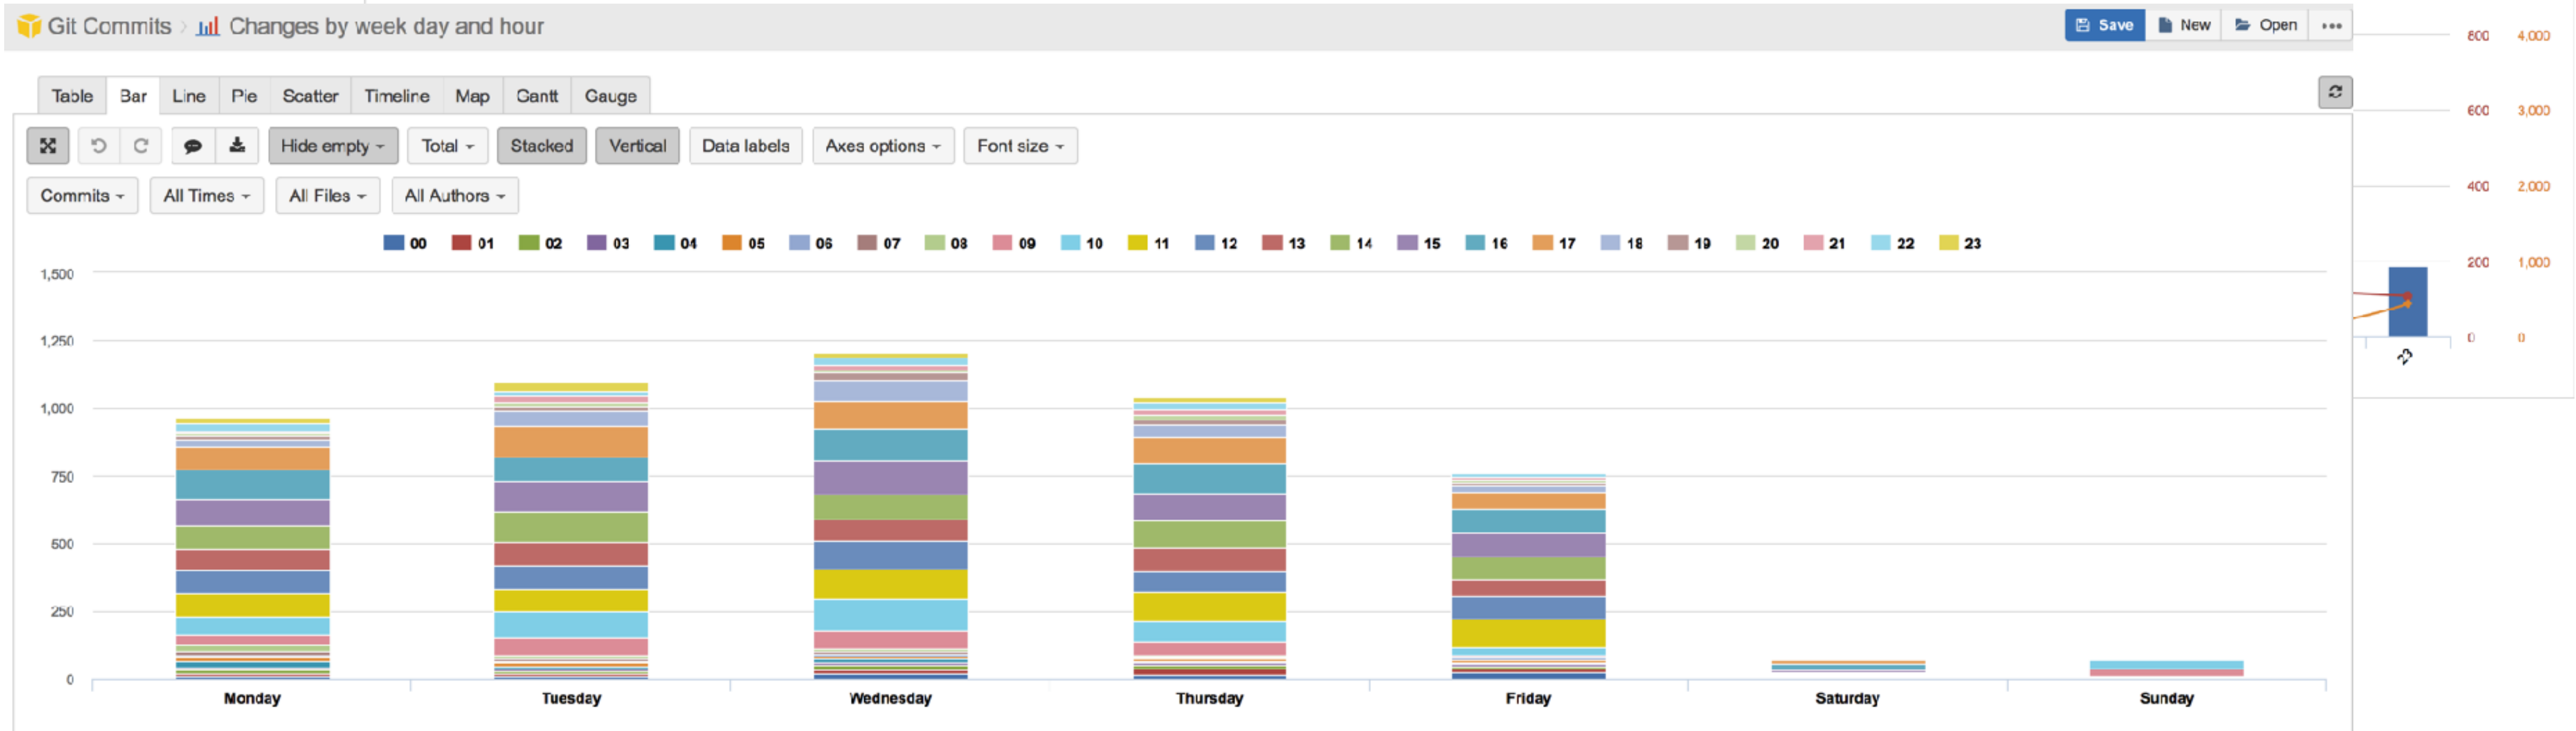 Git Commits › Changes by week day and hour
Save New Open •••
Table Bar Line Pie Scatter Timeline Map Gantt Gauge
Hide empty Total Stacked Vertical Data labels Axes options Font size
Commits All Times All Files All Authors
00 01 02 03 04 05 06 07 08 09 10 11 12 13 14 15 16 17 18 19 20 21 22 23
1,500
1,250
1,000
750
500
250
0
Monday Tuesday Wednesday Thursday Friday Saturday Sunday
800 4,000
600 3,000
400 2,000
200 1,000
0 0
23